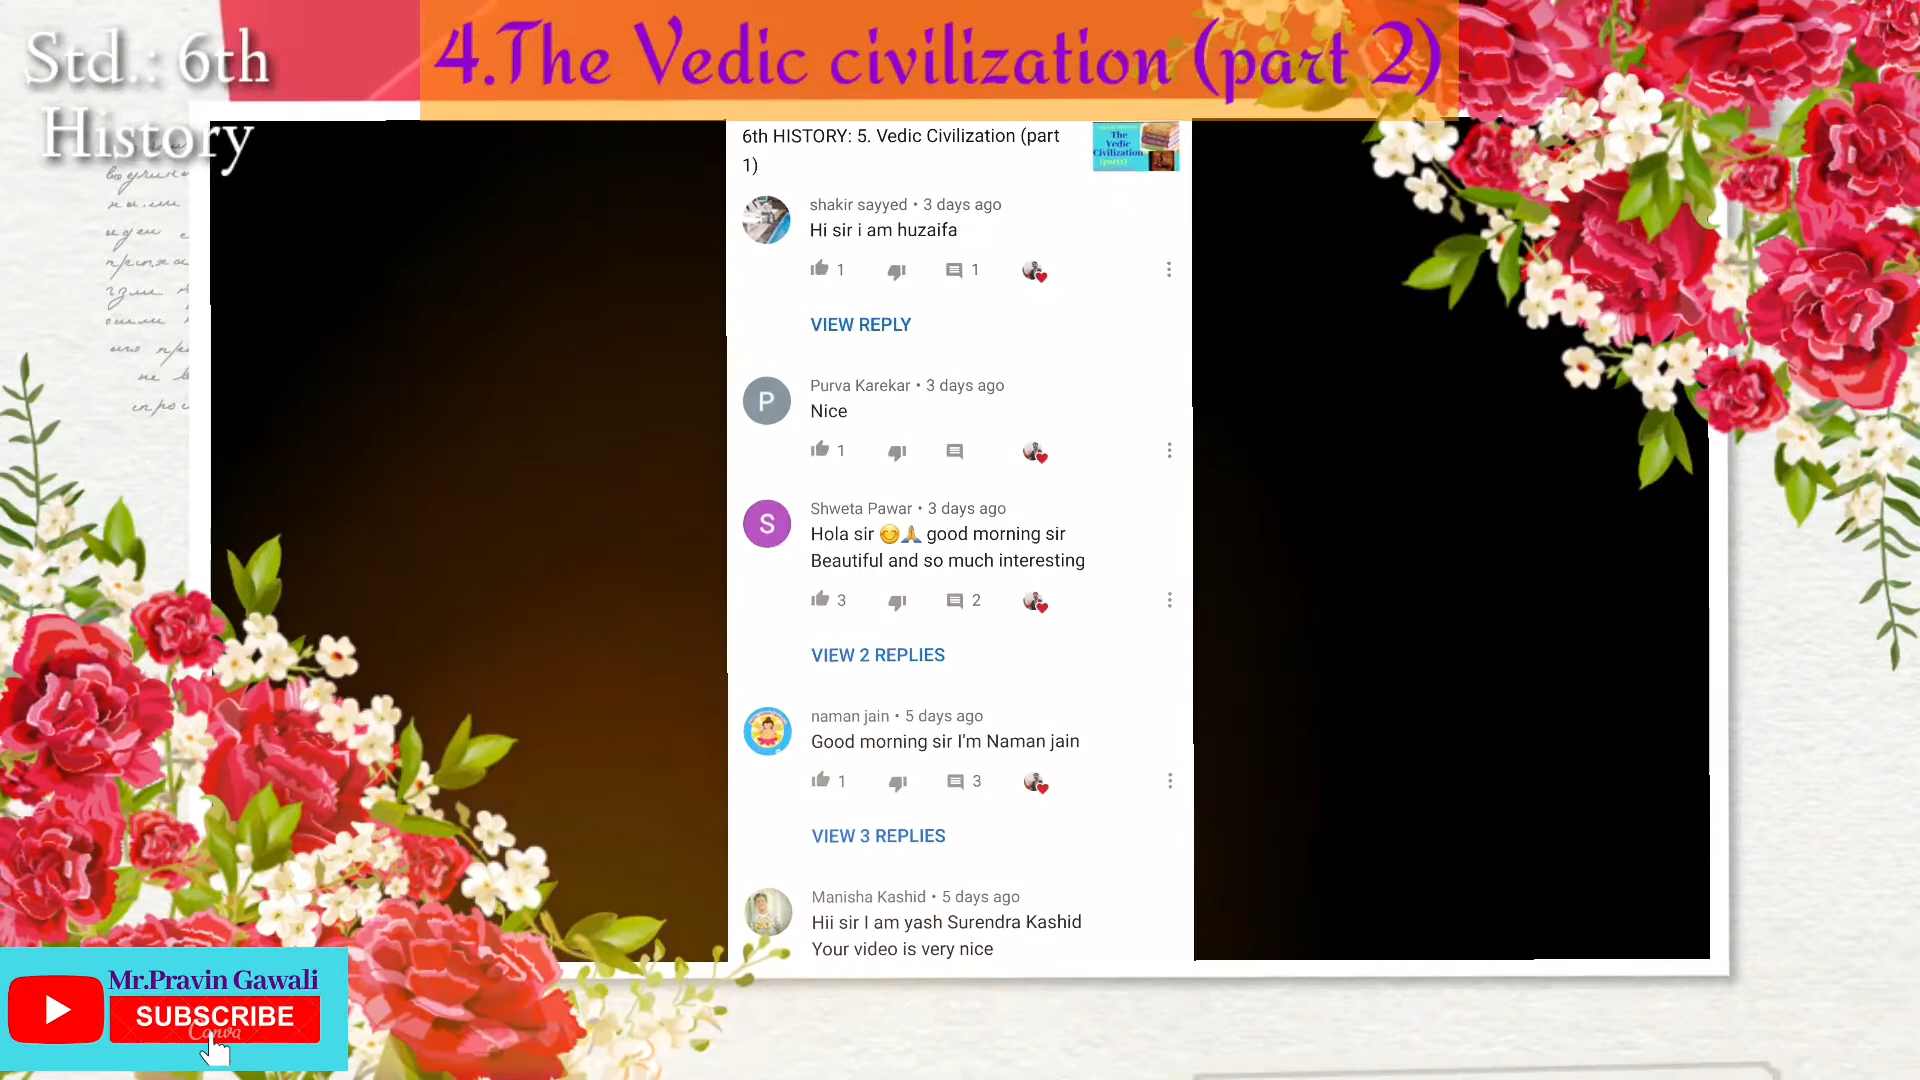 Std.: 6th
History
4.The Vedic civilization (part 2)
6th HISTORY: 5. Vedic Civilization (part
1)
The
Vedic
Civilization
shakir sayyed • 3 days ago
Hi sir i am huzaifa
1
1
VIEW REPLY
P
Purva Karekar • 3 days ago
Nice
1
S
Shweta Pawar • 3 days ago
Hola sir 😊🙏 good morning sir
Beautiful and so much interesting
3
2
VIEW 2 REPLIES
naman jain • 5 days ago
Good morning sir I'm Naman jain
1
3
VIEW 3 REPLIES
Manisha Kashid • 5 days ago
Hii sir I am yash Surendra Kashid
Your video is very nice
Mr.Pravin Gawali
SUBSCRIBE
Canva